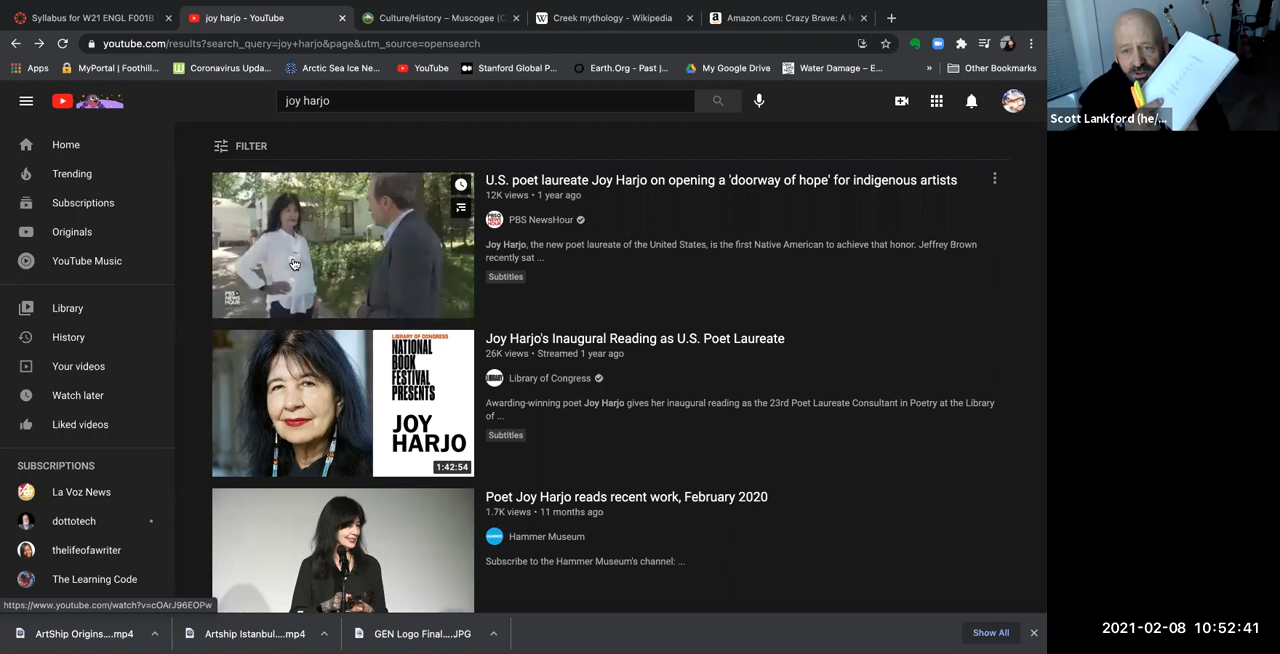 Syllabus for W21 ENGL F001B
joy harjo - YouTube
Culture/History – Muscogee (C
Creek mythology - Wikipedia
Amazon.com: Crazy Brave: A M
youtube.com/results?search_query=joy+harjo&page&utm_source=opensearch
Apps
MyPortal | Foothill...
Coronavirus Upda...
Arctic Sea Ice Ne...
YouTube
Stanford Global P...
Earth.Org - Past |...
My Google Drive
Water Damage – E...
»
Other Bookmarks
joy harjo
Home
Trending
Subscriptions
Originals
YouTube Music
Library
History
Your videos
Watch later
Liked videos
SUBSCRIPTIONS
La Voz News
dottotech
thelifeofawriter
The Learning Code
FILTER
PBS NEWS HOUR
U.S. poet laureate Joy Harjo on opening a 'doorway of hope' for indigenous artists
12K views • 1 year ago
PBS NewsHour
Joy Harjo, the new poet laureate of the United States, is the first Native American to achieve that honor. Jeffrey Brown
recently sat ...
Subtitles
LIBRARY OF CONGRESS
NATIONAL
BOOK
FESTIVAL
PRESENTS
JOY
HARJO
1:42:54
Joy Harjo's Inaugural Reading as U.S. Poet Laureate
26K views • Streamed 1 year ago
Library of Congress
Awarding-winning poet Joy Harjo gives her inaugural reading as the 23rd Poet Laureate Consultant in Poetry at the Library
of ...
Subtitles
Poet Joy Harjo reads recent work, February 2020
1.7K views • 11 months ago
HAMMER
Hammer Museum
Subscribe to the Hammer Museum's channel: ...
https://www.youtube.com/watch?v=cOArJ96EOPw
ArtShip Origins....mp4
Artship Istanbul....mp4
GEN Logo Final....JPG
Show All
Scott Lankford (he/...
2021-02-08 10:52:41